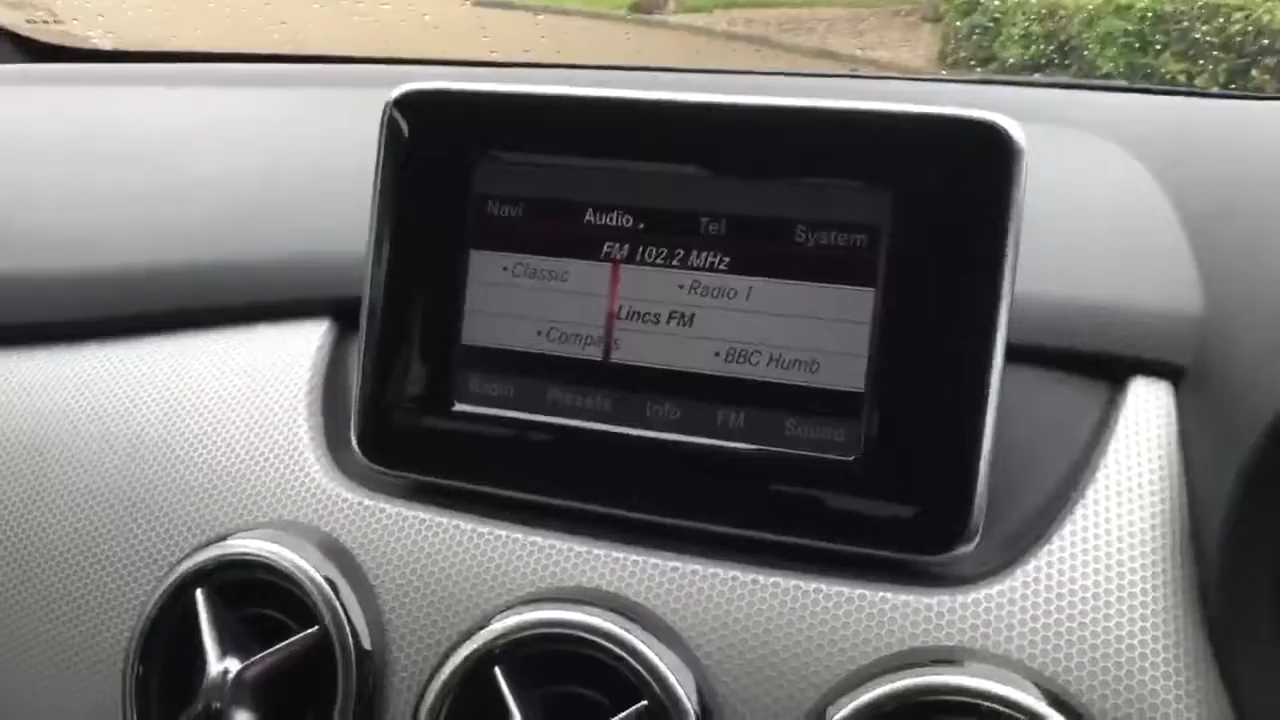 Navi Audio Tel System
FM 102.2 MHz
•Classic •Radio 1
Lincs FM
•Compass •BBC Humb
Radio Presets Info FM Sound